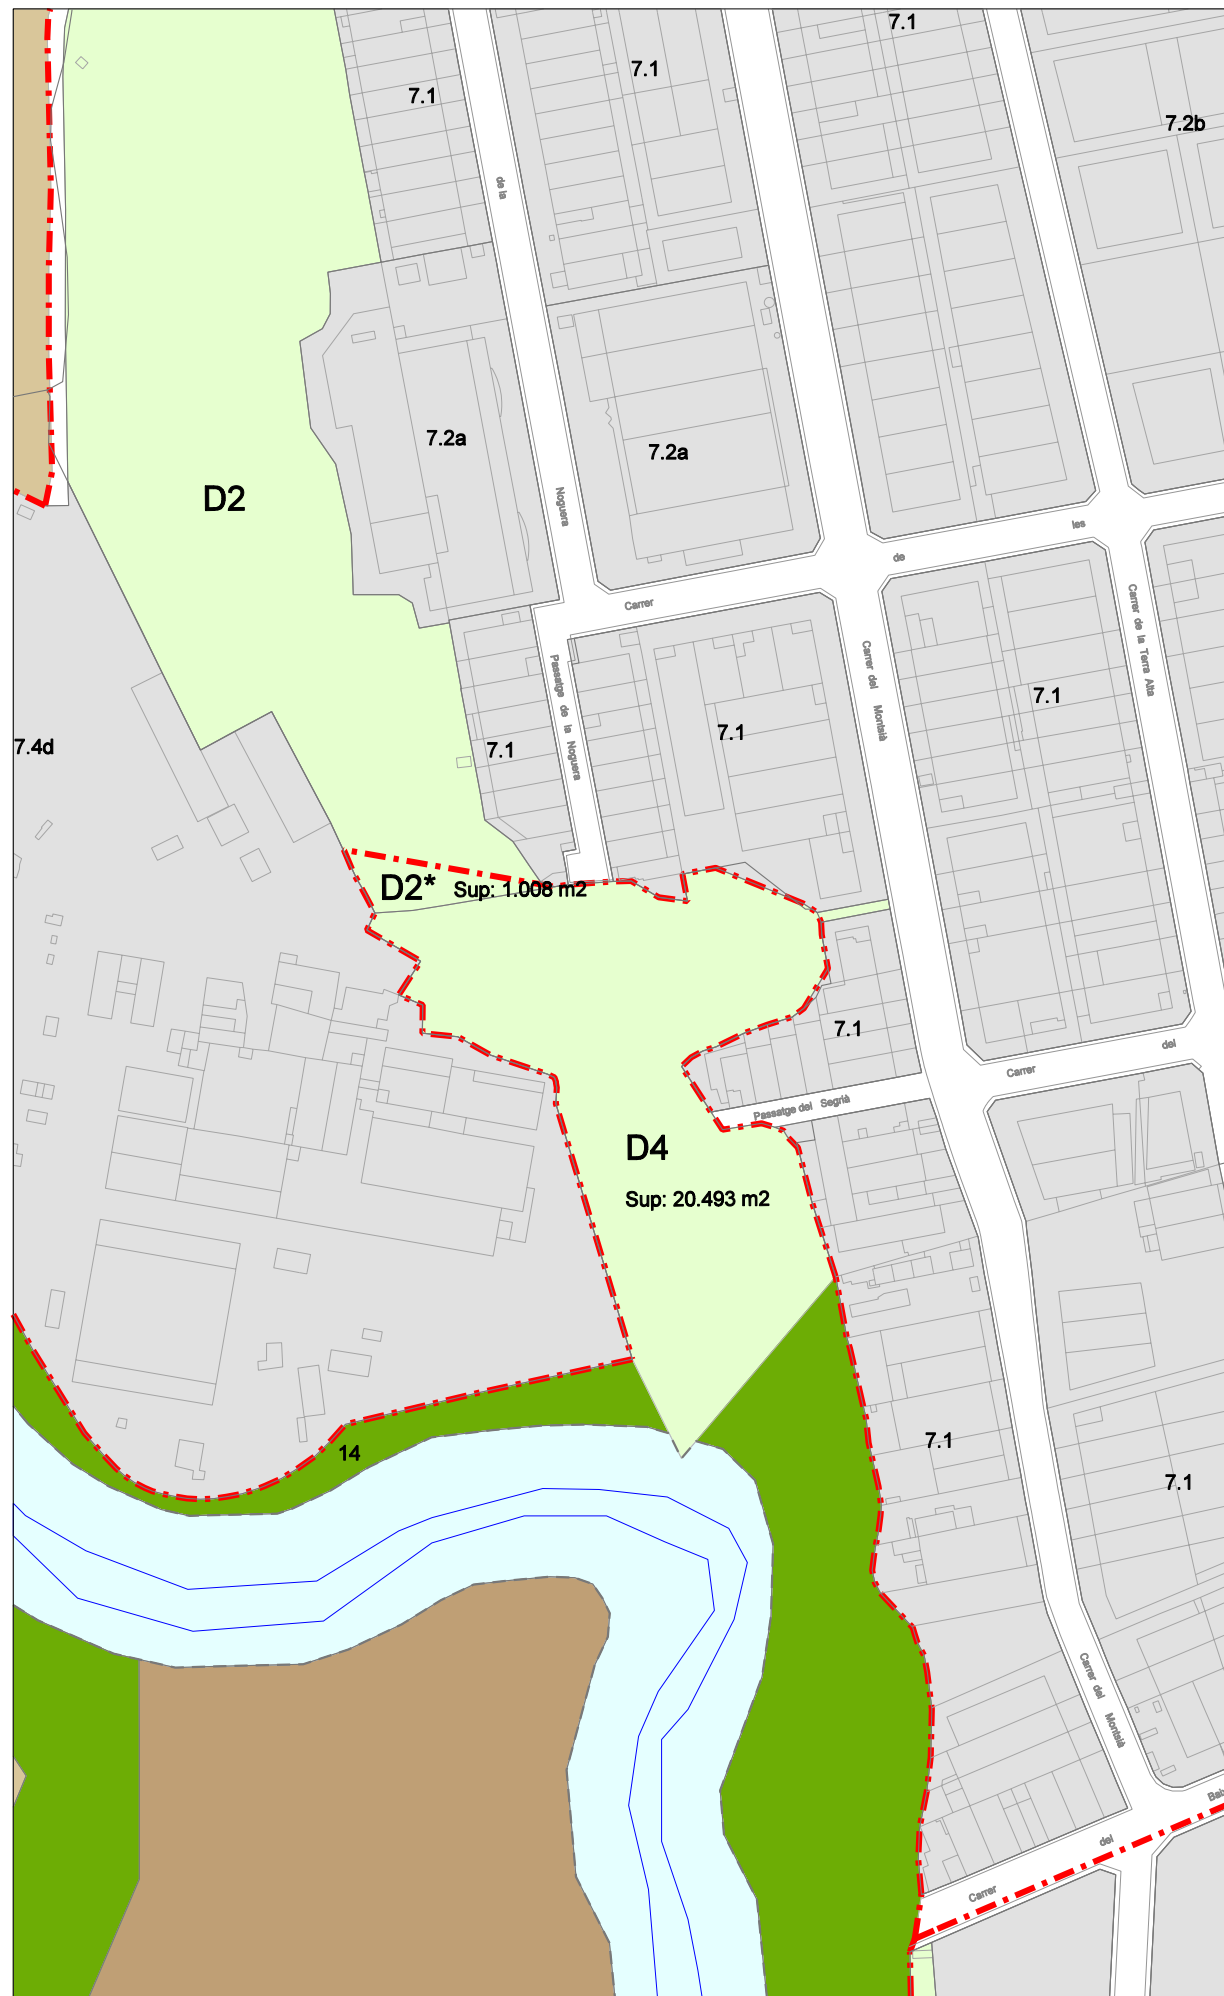 7.1
7.1
7.1
7.2b
de la
7.2a
7.2a
D2
Noguera
les
de
Carrer
Carrer de la Terra Alta
Carrer del Montsià
Passatge de la Noguera
7.1
7.1
7.1
7.4d
D2* Sup: 1.008 m2
7.1
del
Carrer
Passatge del Segrià
D4
Sup: 20.493 m2
7.1
14
7.1
Carrer del Montsià
del
Carrer